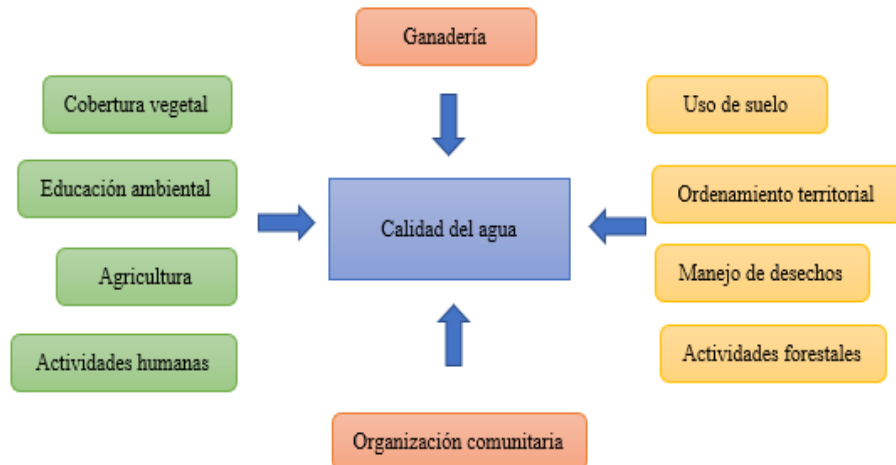 Ganadería
Cobertura vegetal
Uso de suelo
Educación ambiental
Ordenamiento territorial
Calidad del agua
Agricultura
Manejo de desechos
Actividades humanas
Actividades forestales
Organización comunitaria